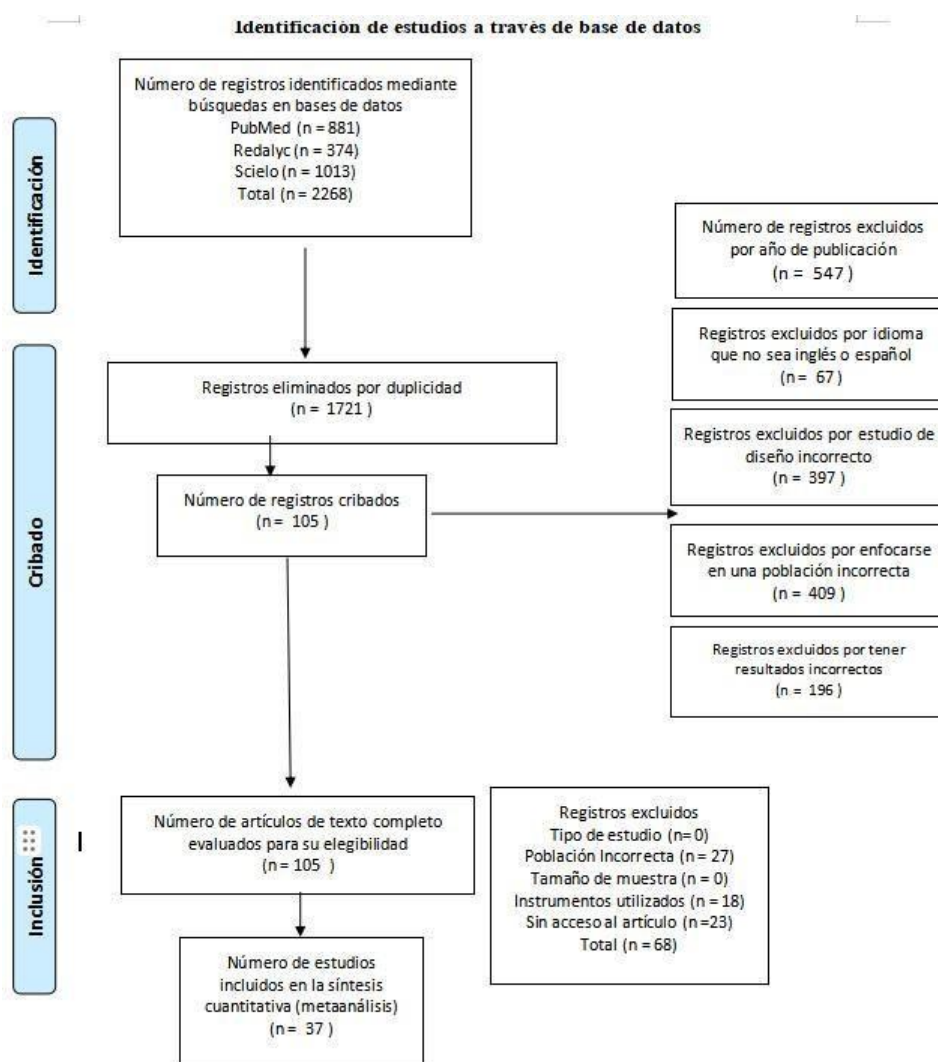 Identificación de estudios a través de base de datos
Número de registros identificados mediante
búsquedas en bases de datos
PubMed (n = 881)
Redalyc (n = 374)
Scielo (n = 1013)
Total (n = 2268)
Identificación
Número de registros excluidos
por año de publicación
(n = 547 )
Registros excluidos por idioma
que no sea inglés o español
(n = 67)
Registros eliminados por duplicidad
(n = 1721 )
Registros excluidos por estudio de
diseño incorrecto
(n = 397)
Número de registros cribados
(n = 105 )
Cribado
Registros excluidos por enfocarse
en una población incorrecta
(n = 409 )
Registros excluidos por tener
resultados incorrectos
(n = 196 )
Número de artículos de texto completo
evaluados para su elegibilidad
(n = 105 )
Registros excluidos
Tipo de estudio (n= 0)
Población Incorrecta (n = 27)
Tamaño de muestra (n = 0)
Instrumentos utilizados (n = 18)
Sin acceso al artículo (n =23)
Total (n = 68)
Inclusión
Número de estudios
incluidos en la síntesis
cuantitativa (metaanálisis)
(n = 37 )